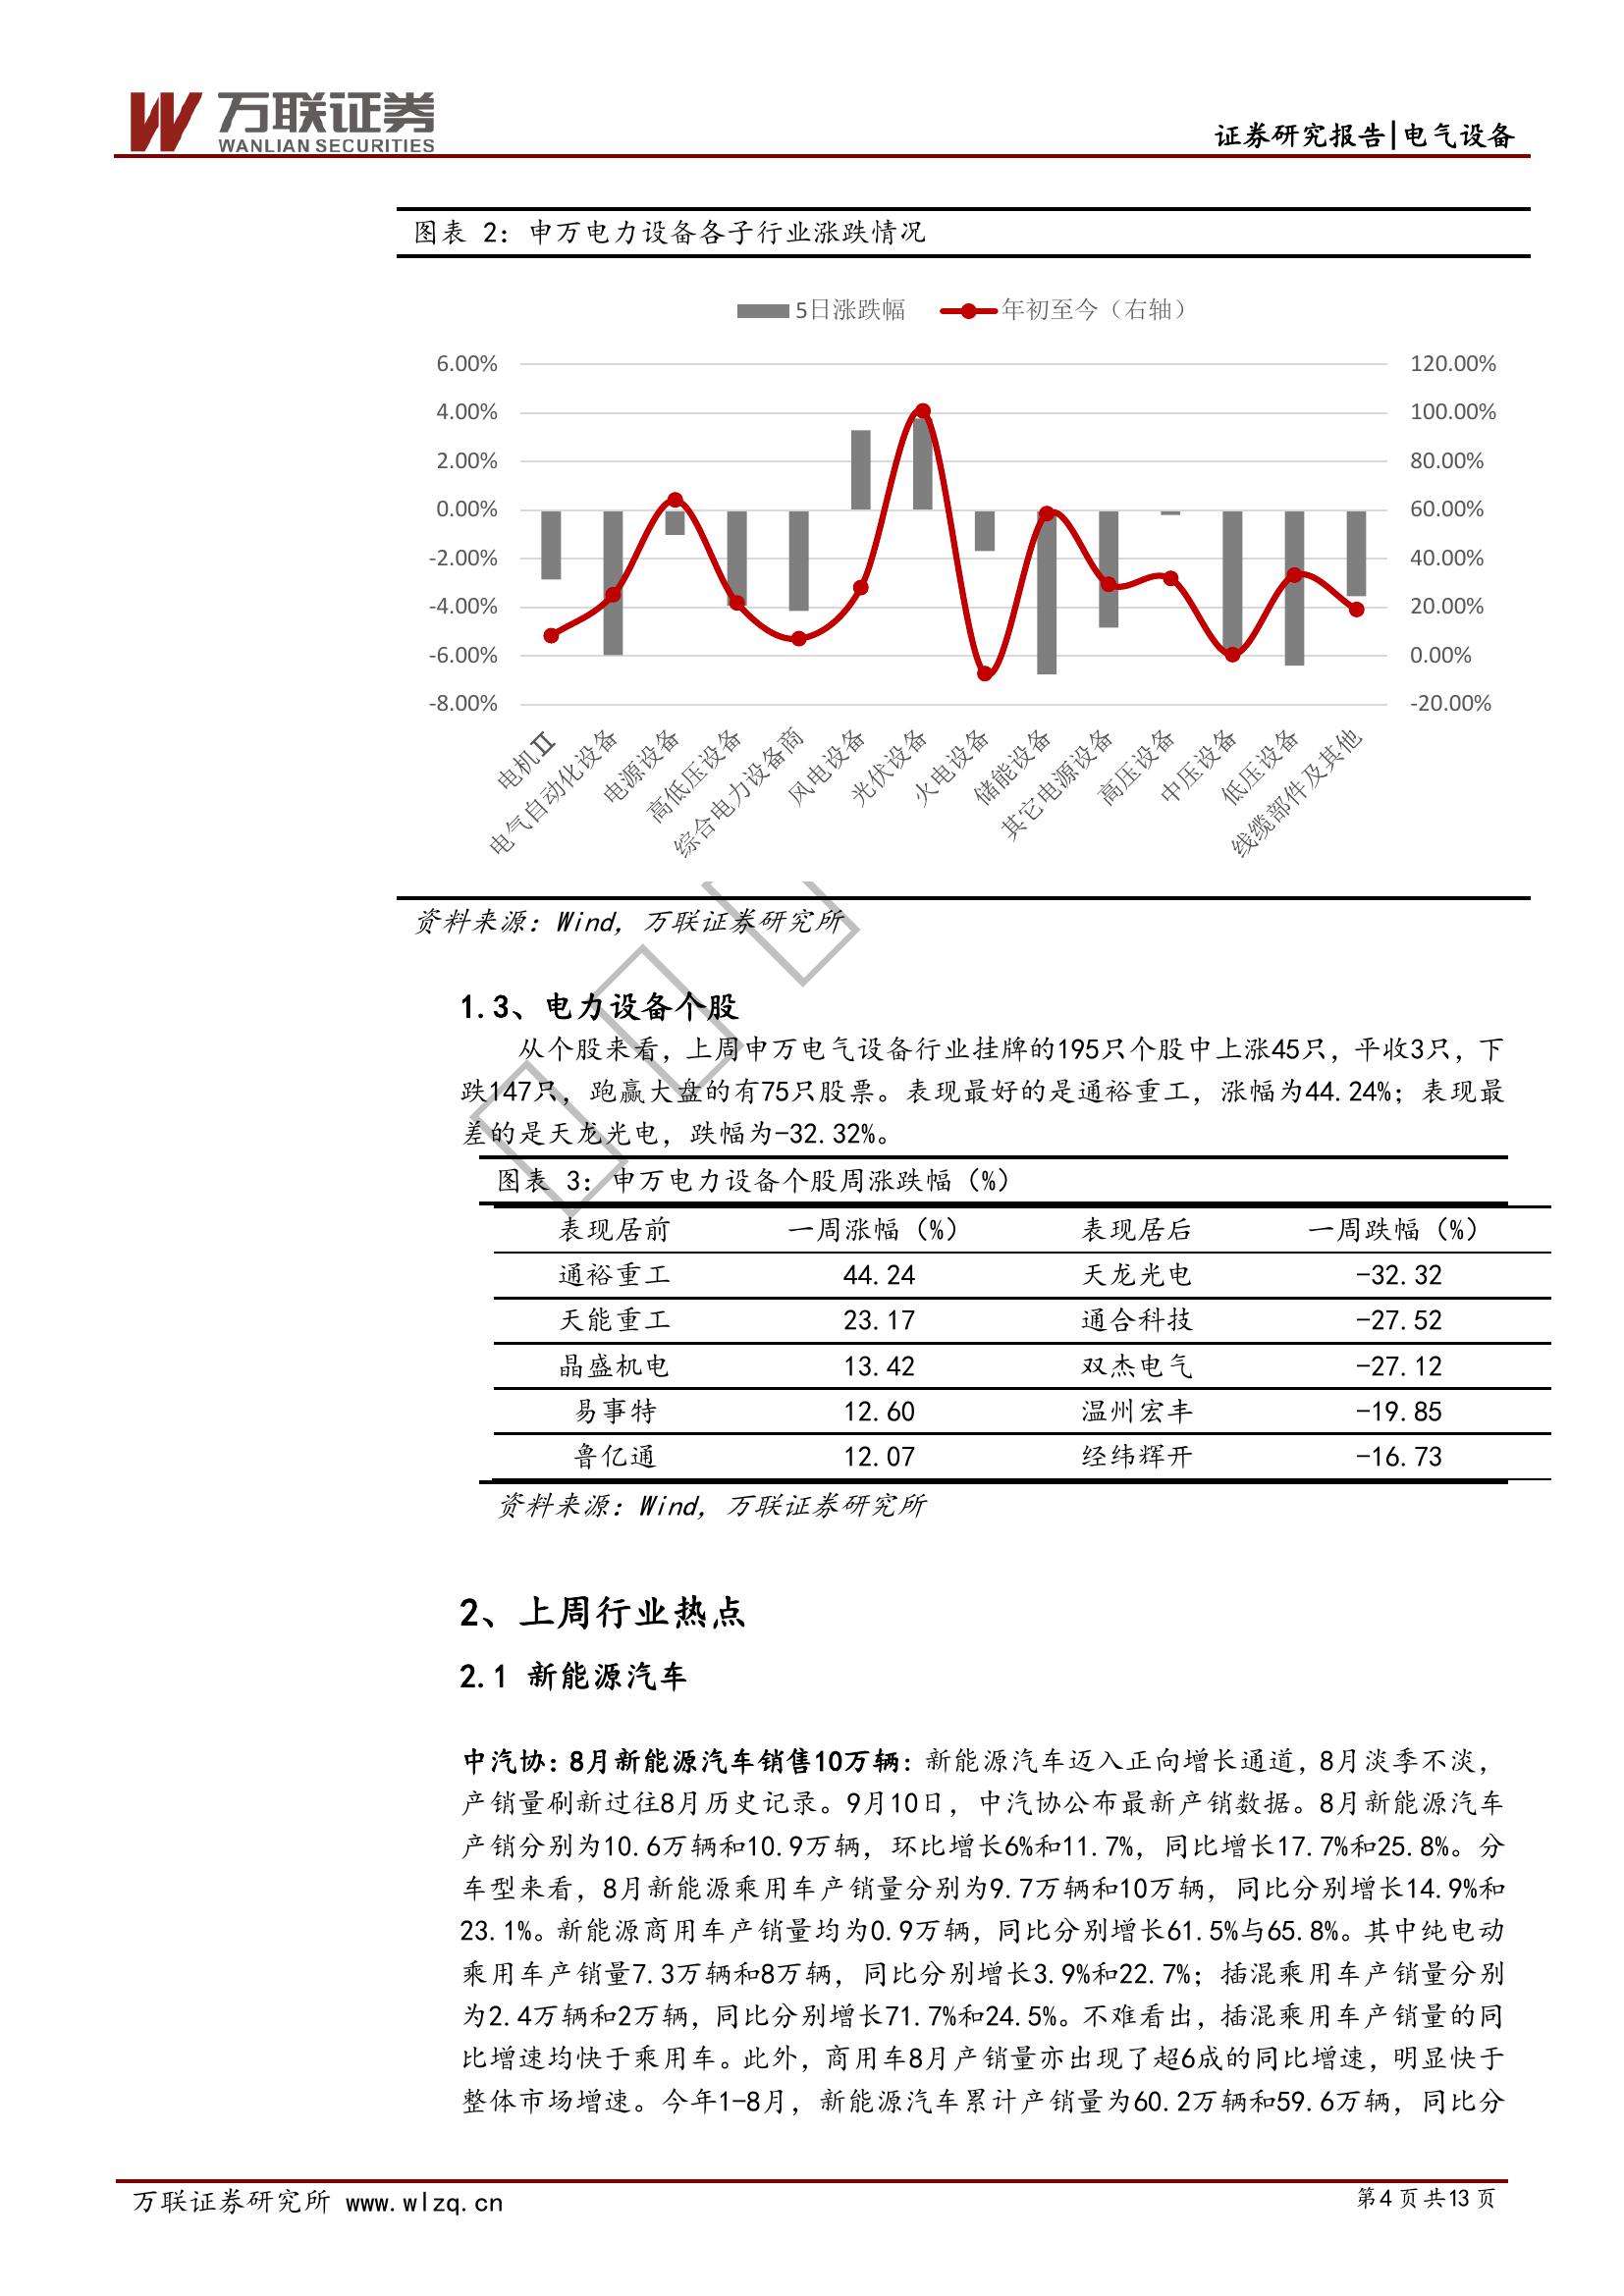 万联证券
WANLIAN SECURITIES
证券研究报告|电气设备
图表 2：申万电力设备各子行业涨跌情况
5日涨跌幅 年初至今（右轴）
6.00% 120.00%
4.00% 100.00%
2.00% 80.00%
0.00% 60.00%
-2.00% 40.00%
-4.00% 20.00%
-6.00% 0.00%
-8.00% -20.00%
电机Ⅱ
电气自动化设备
电源设备
高低压设备
综合电力设备商
风电设备
光伏设备
火电设备
储能设备
其它电源设备
高压设备
中压设备
低压设备
线缆部件及其他
资料来源：Wind，万联证券研究所
1.3、电力设备个股
从个股来看，上周申万电气设备行业挂牌的195只个股中上涨45只，平收3只，下
跌147只，跑赢大盘的有75只股票。表现最好的是通裕重工，涨幅为44.24%；表现最
差的是天龙光电，跌幅为-32.32%。
图表 3：申万电力设备个股周涨跌幅（%）
表现居前 一周涨幅（%） 表现居后 一周跌幅（%）
通裕重工 44.24 天龙光电 -32.32
天能重工 23.17 通合科技 -27.52
晶盛机电 13.42 双杰电气 -27.12
易事特 12.60 温州宏丰 -19.85
鲁亿通 12.07 经纬辉开 -16.73
资料来源：Wind，万联证券研究所
2、上周行业热点
2.1 新能源汽车
中汽协：8月新能源汽车销售10万辆：新能源汽车迈入正向增长通道，8月淡季不淡，
产销量刷新过往8月历史记录。9月10日，中汽协公布最新产销数据。8月新能源汽车
产销分别为10.6万辆和10.9万辆，环比增长6%和11.7%，同比增长17.7%和25.8%。分
车型来看，8月新能源乘用车产销量分别为9.7万辆和10万辆，同比分别增长14.9%和
23.1%。新能源商用车产销量均为0.9万辆，同比分别增长61.5%与65.8%。其中纯电动
乘用车产销量7.3万辆和8万辆，同比分别增长3.9%和22.7%；插混乘用车产销量分别
为2.4万辆和2万辆，同比分别增长71.7%和24.5%。不难看出，插混乘用车产销量的同
比增速均快于乘用车。此外，商用车8月产销量亦出现了超6成的同比增速，明显快于
整体市场增速。今年1-8月，新能源汽车累计产销量为60.2万辆和59.6万辆，同比分
万联证券研究所 www.wlzq.cn 第4页共13页